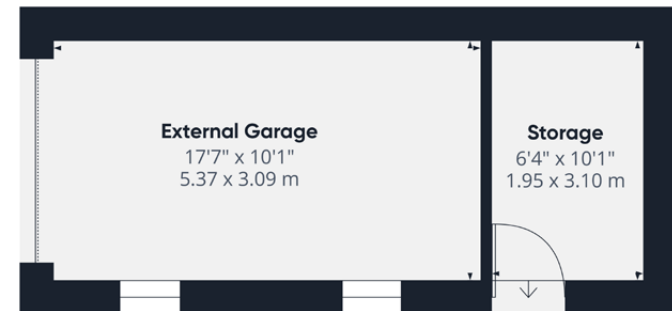 External Garage
17'7" x 10'1"
5.37 x 3.09 m
Storage
6'4" x 10'1"
1.95 x 3.10 m